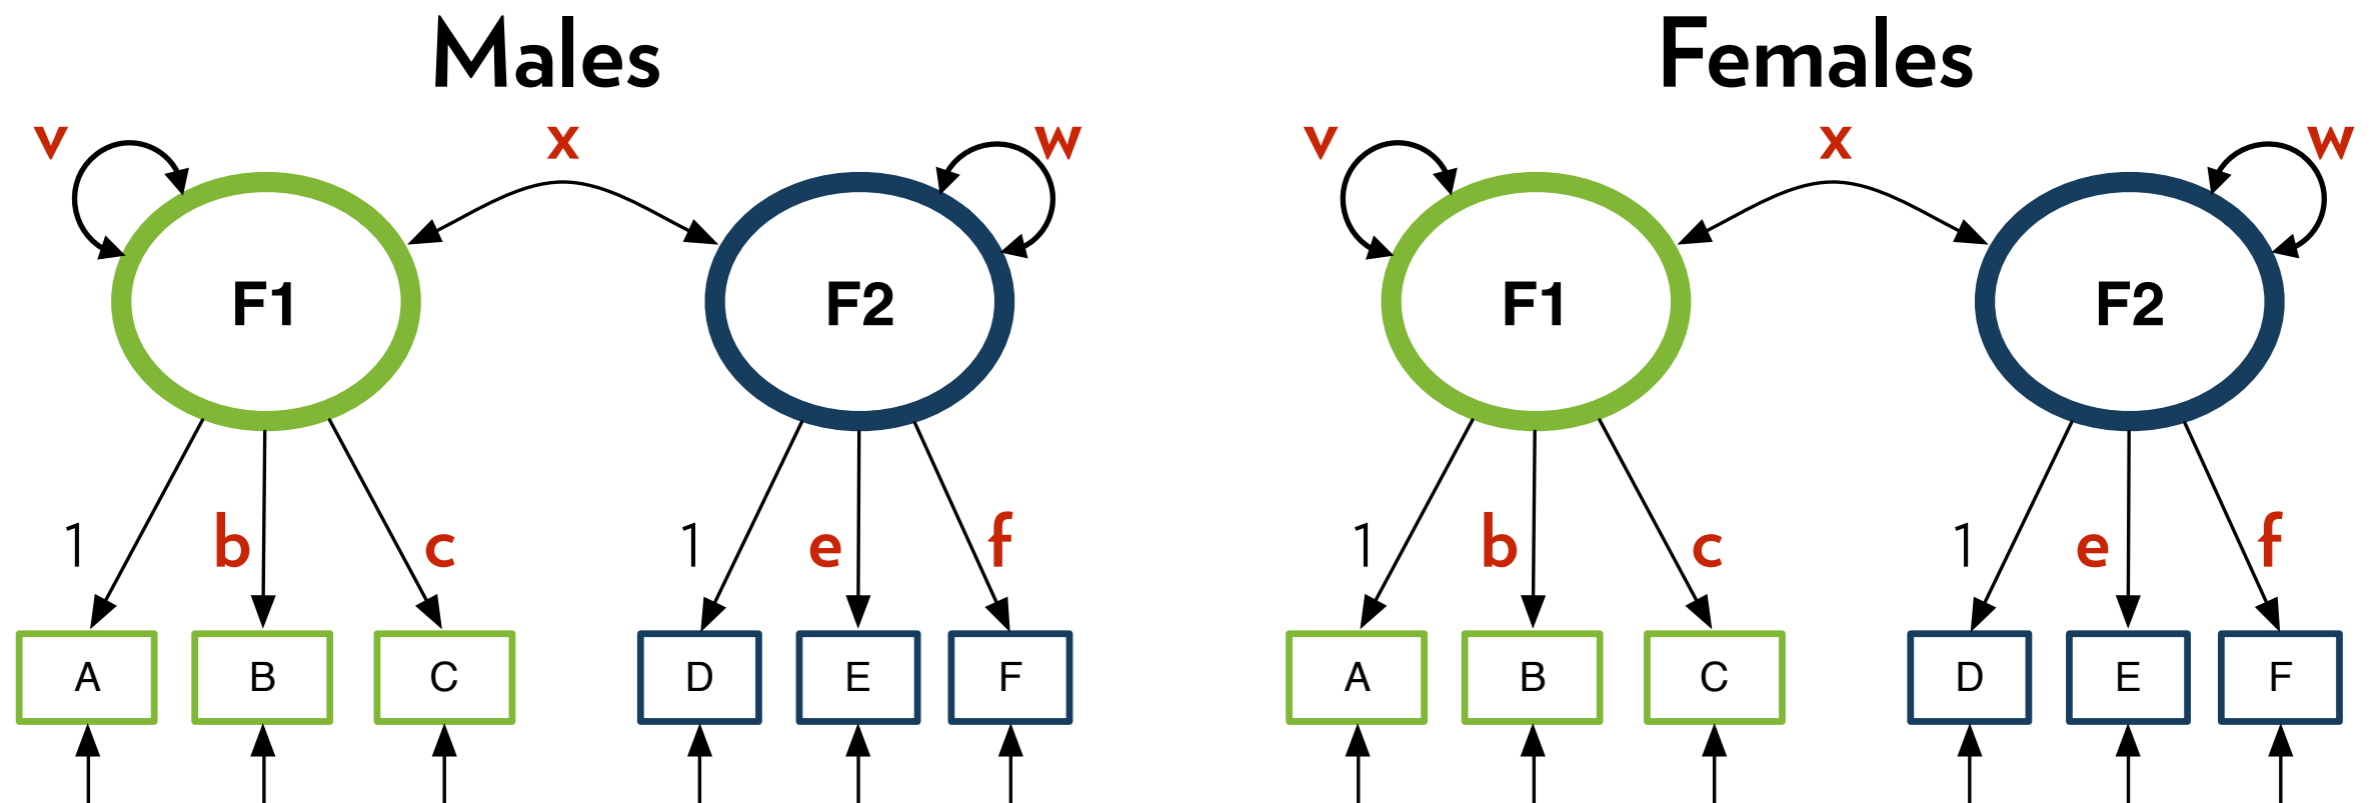 Males Females
v x w v x w
F1 F2 F1 F2
1 b c 1 e f 1 b c 1 e f
A B C D E F A B C D E F